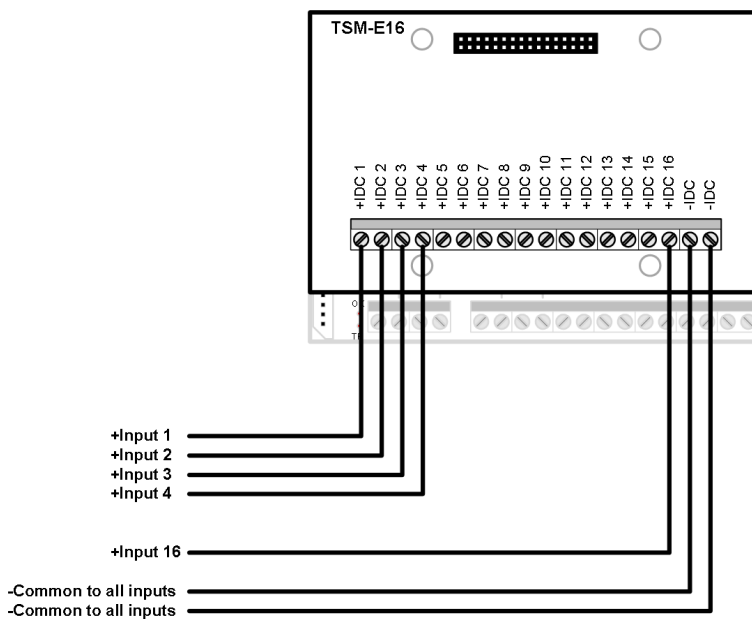 TSM-E16
+IDC 1
+IDC 2
+IDC 3
+IDC 4
+IDC 5
+IDC 6
+IDC 7
+IDC 8
+IDC 9
+IDC 10
+IDC 11
+IDC 12
+IDC 13
+IDC 14
+IDC 15
+IDC 16
-IDC
-IDC
+Input 1
+Input 2
+Input 3
+Input 4
+Input 16
-Common to all inputs
-Common to all inputs